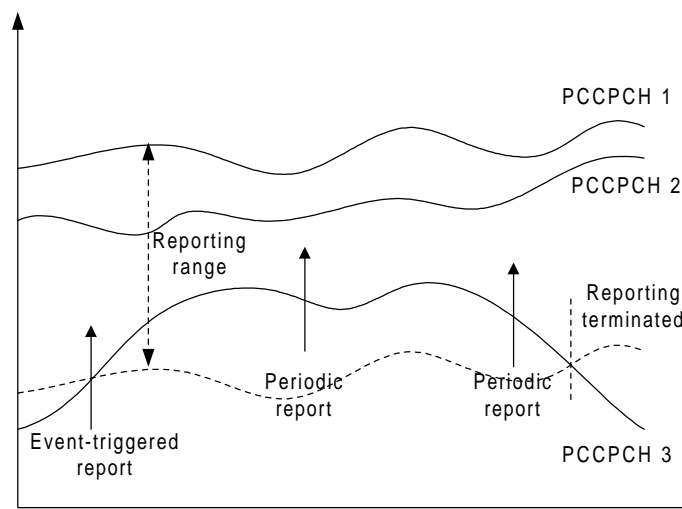 PCCPCH 1
PCCPCH 2
Reporting
range
Reporting
terminated
Periodic
report
Periodic
report
Event-triggered
report
PCCPCH 3